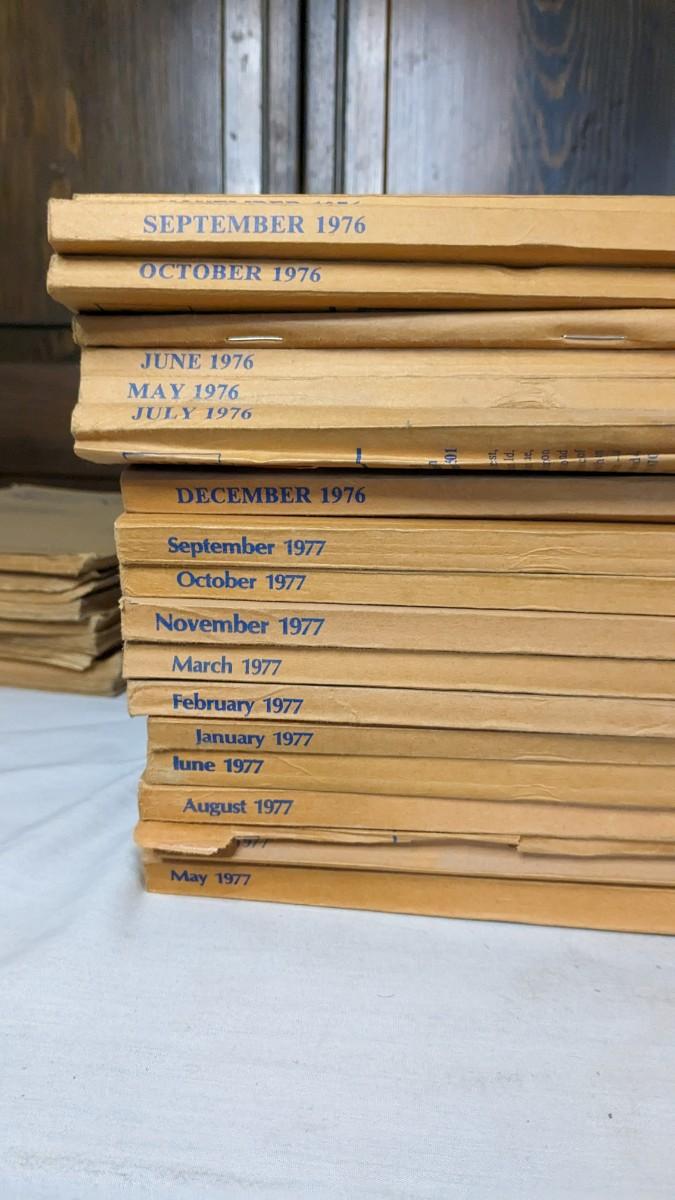 SEPTEMBER 1976
OCTOBER 1976
JUNE 1976
MAY 1976
JULY 1976
DECEMBER 1976
September 1977
October 1977
November 1977
March 1977
February 1977
January 1977
June 1977
August 1977
1977
May 1977